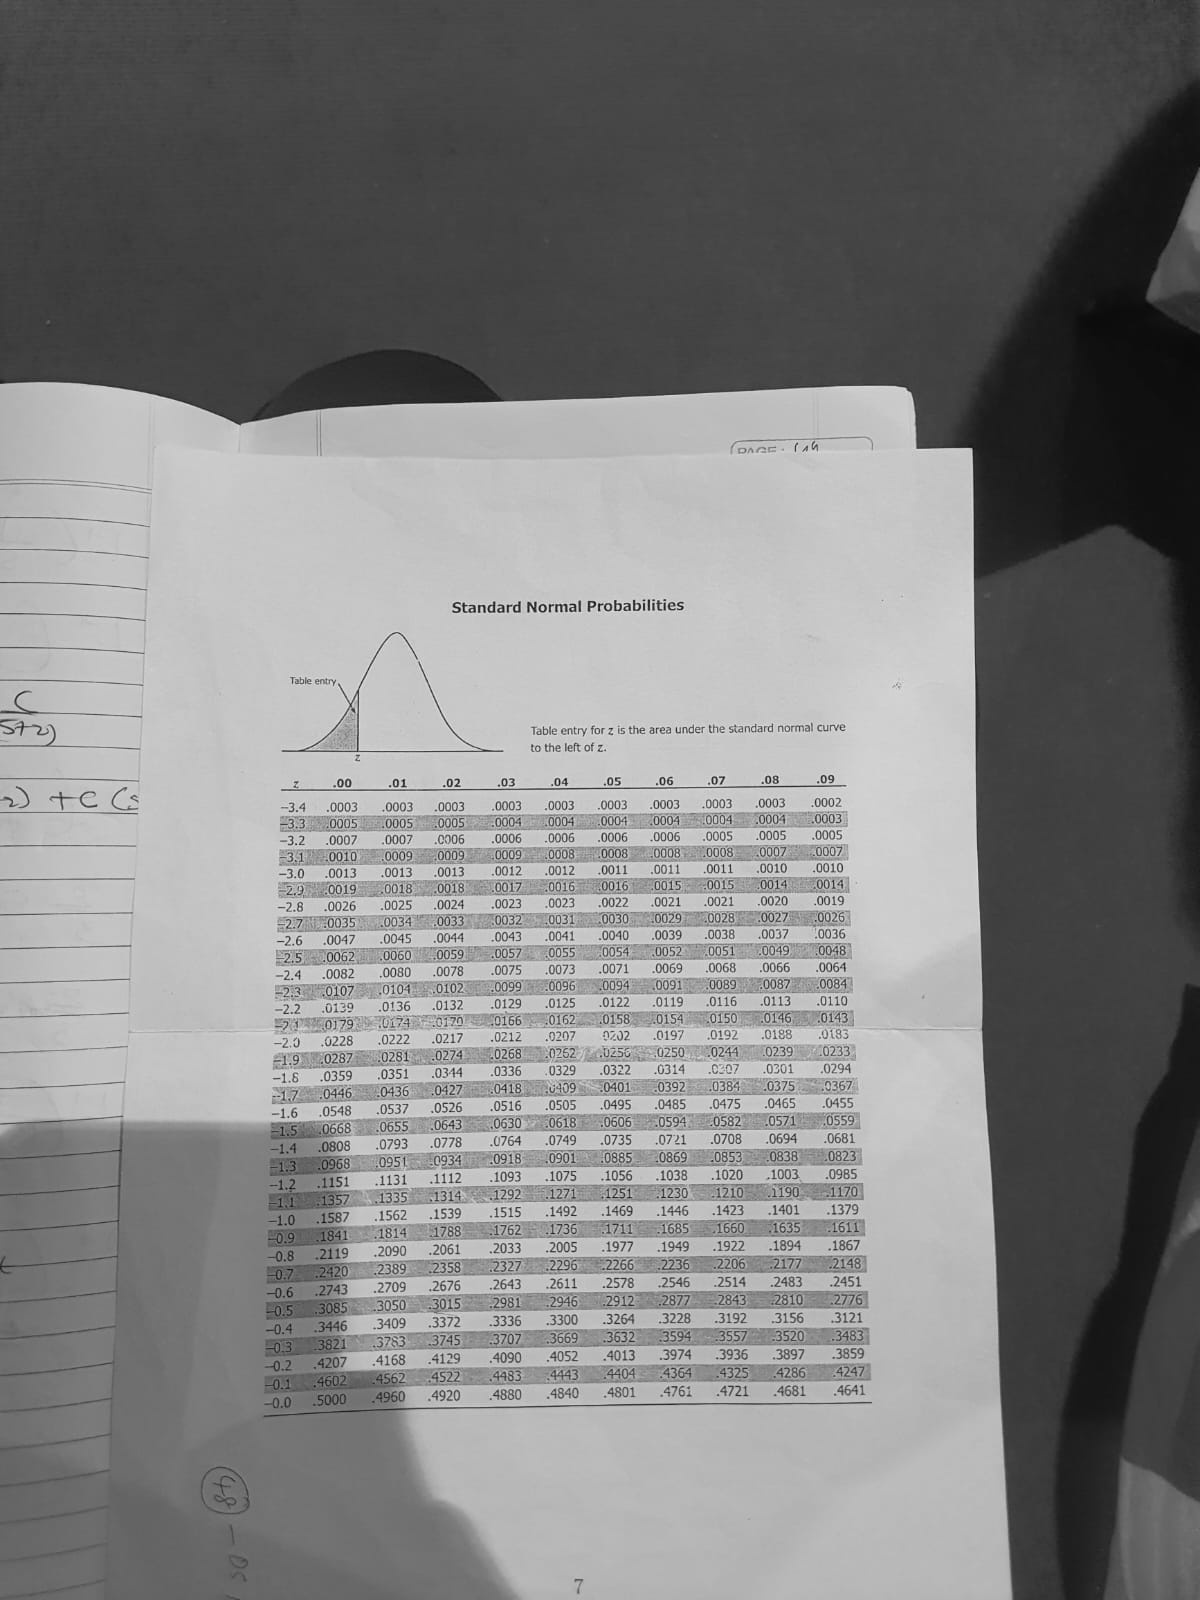 PAGE:
C
2) +C (s
Standard Normal Probabilities
Table entry
z
Table entry for z is the area under the standard normal curve
to the left of z.
z .00 .01 .02 .03 .04 .05 .06 .07 .08 .09
−3.4 .0003 .0003 .0003 .0003 .0003 .0003 .0003 .0003 .0003 .0002
−3.3 .0005 .0005 .0005 .0004 .0004 .0004 .0004 .0004 .0004 .0003
−3.2 .0007 .0007 .0006 .0006 .0006 .0006 .0006 .0005 .0005 .0005
−3.1 .0010 .0009 .0009 .0009 .0008 .0008 .0008 .0008 .0007 .0007
−3.0 .0013 .0013 .0013 .0012 .0012 .0011 .0011 .0011 .0010 .0010
−2.9 .0019 .0018 .0018 .0017 .0016 .0016 .0015 .0015 .0014 .0014
−2.8 .0026 .0025 .0024 .0023 .0023 .0022 .0021 .0021 .0020 .0019
−2.7 .0035 .0034 .0033 .0032 .0031 .0030 .0029 .0028 .0027 .0026
−2.6 .0047 .0045 .0044 .0043 .0041 .0040 .0039 .0038 .0037 .0036
−2.5 .0062 .0060 .0059 .0057 .0055 .0054 .0052 .0051 .0049 .0048
−2.4 .0082 .0080 .0078 .0075 .0073 .0071 .0069 .0068 .0066 .0064
−2.3 .0107 .0104 .0102 .0099 .0096 .0094 .0091 .0089 .0087 .0084
−2.2 .0139 .0136 .0132 .0129 .0125 .0122 .0119 .0116 .0113 .0110
−2.1 .0179 .0174 .0170 .0166 .0162 .0158 .0154 .0150 .0146 .0143
−2.0 .0228 .0222 .0217 .0212 .0207 .0202 .0197 .0192 .0188 .0183
−1.9 .0287 .0281 .0274 .0268 .0262 .0256 .0250 .0244 .0239 .0233
−1.8 .0359 .0351 .0344 .0336 .0329 .0322 .0314 .0307 .0301 .0294
−1.7 .0446 .0436 .0427 .0418 .0409 .0401 .0392 .0384 .0375 .0367
−1.6 .0548 .0537 .0526 .0516 .0505 .0495 .0485 .0475 .0465 .0455
−1.5 .0668 .0655 .0643 .0630 .0618 .0606 .0594 .0582 .0571 .0559
−1.4 .0808 .0793 .0778 .0764 .0749 .0735 .0721 .0708 .0694 .0681
−1.3 .0968 .0951 .0934 .0918 .0901 .0885 .0869 .0853 .0838 .0823
−1.2 .1151 .1131 .1112 .1093 .1075 .1056 .1038 .1020 .1003 .0985
−1.1 .1357 .1335 .1314 .1292 .1271 .1251 .1230 .1210 .1190 .1170
−1.0 .1587 .1562 .1539 .1515 .1492 .1469 .1446 .1423 .1401 .1379
−0.9 .1841 .1814 .1788 .1762 .1736 .1711 .1685 .1660 .1635 .1611
−0.8 .2119 .2090 .2061 .2033 .2005 .1977 .1949 .1922 .1894 .1867
−0.7 .2420 .2389 .2358 .2327 .2296 .2266 .2236 .2206 .2177 .2148
−0.6 .2743 .2709 .2676 .2643 .2611 .2578 .2546 .2514 .2483 .2451
−0.5 .3085 .3050 .3015 .2981 .2946 .2912 .2877 .2843 .2810 .2776
−0.4 .3446 .3409 .3372 .3336 .3300 .3264 .3228 .3192 .3156 .3121
−0.3 .3821 .3783 .3745 .3707 .3669 .3632 .3594 .3557 .3520 .3483
−0.2 .4207 .4168 .4129 .4090 .4052 .4013 .3974 .3936 .3897 .3859
−0.1 .4602 .4562 .4522 .4483 .4443 .4404 .4364 .4325 .4286 .4247
−0.0 .5000 .4960 .4920 .4880 .4840 .4801 .4761 .4721 .4681 .4641
7